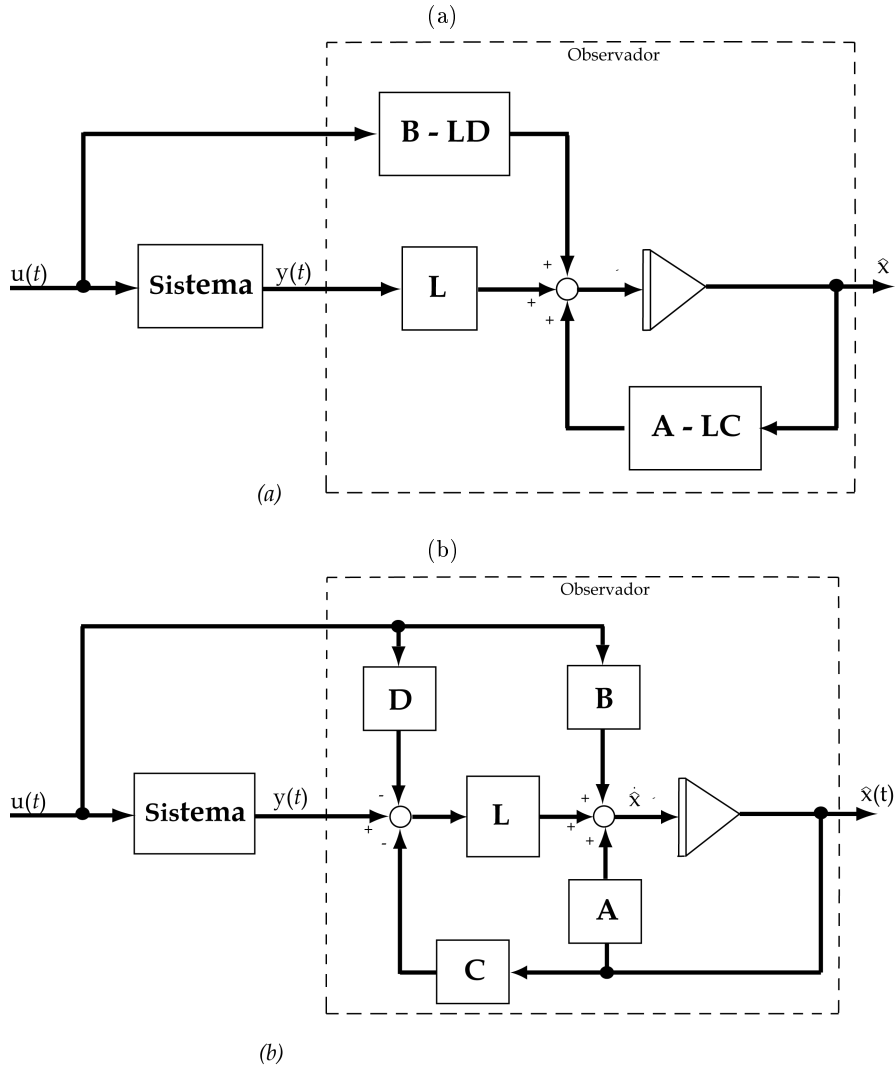 (a)
Observador
B - LD
u(t)
Sistema
y(t)
L
+
+
+
x̂
A - LC
(a)
(b)
Observador
D
B
u(t)
Sistema
y(t)
-
+
-
L
+
+
+
x̂̇
x̂(t)
A
C
(b)